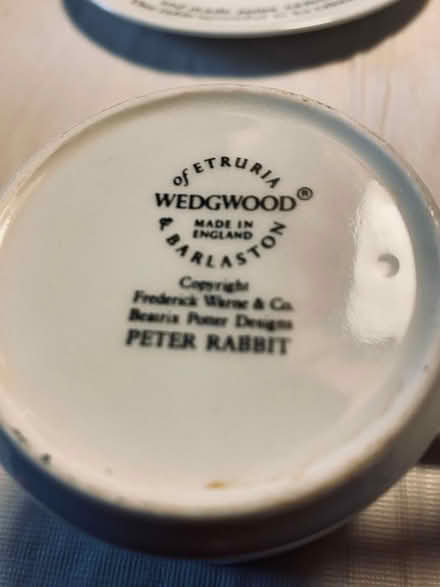 of ETRURIA
WEDGWOOD®
MADE IN
ENGLAND
& BARLASTON
Copyright
Frederick Warne & Co.
Beatrix Potter Designs
PETER RABBIT